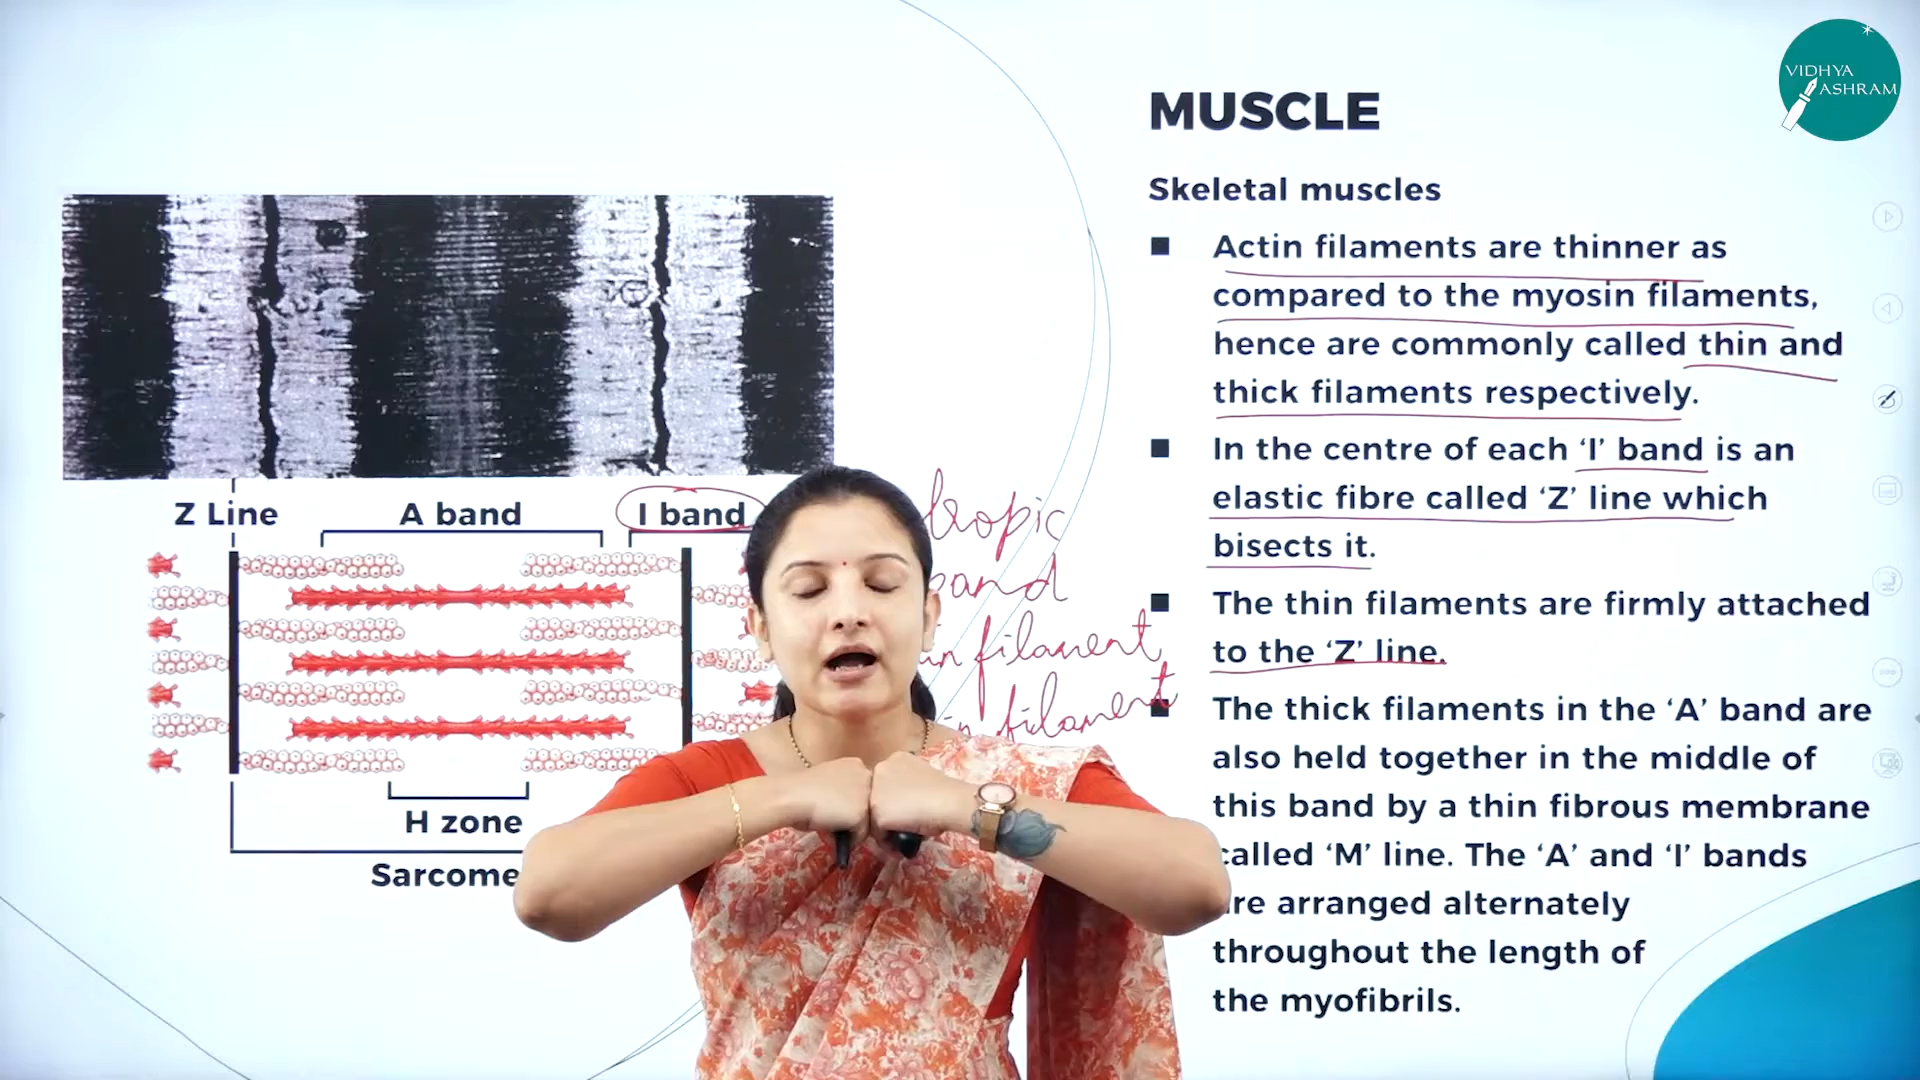 VIDHYA
ASHRAM
MUSCLE
Skeletal muscles
Actin filaments are thinner as
compared to the myosin filaments,
hence are commonly called thin and
thick filaments respectively.
In the centre of each ‘I’ band is an
elastic fibre called ‘Z’ line which
bisects it.
The thin filaments are firmly attached
to the ‘Z’ line.
The thick filaments in the ‘A’ band are
also held together in the middle of
this band by a thin fibrous membrane
called ‘M’ line. The ‘A’ and ‘I’ bands
are arranged alternately
throughout the length of
the myofibrils.
Z Line
A band
I band
H zone
filament
filament